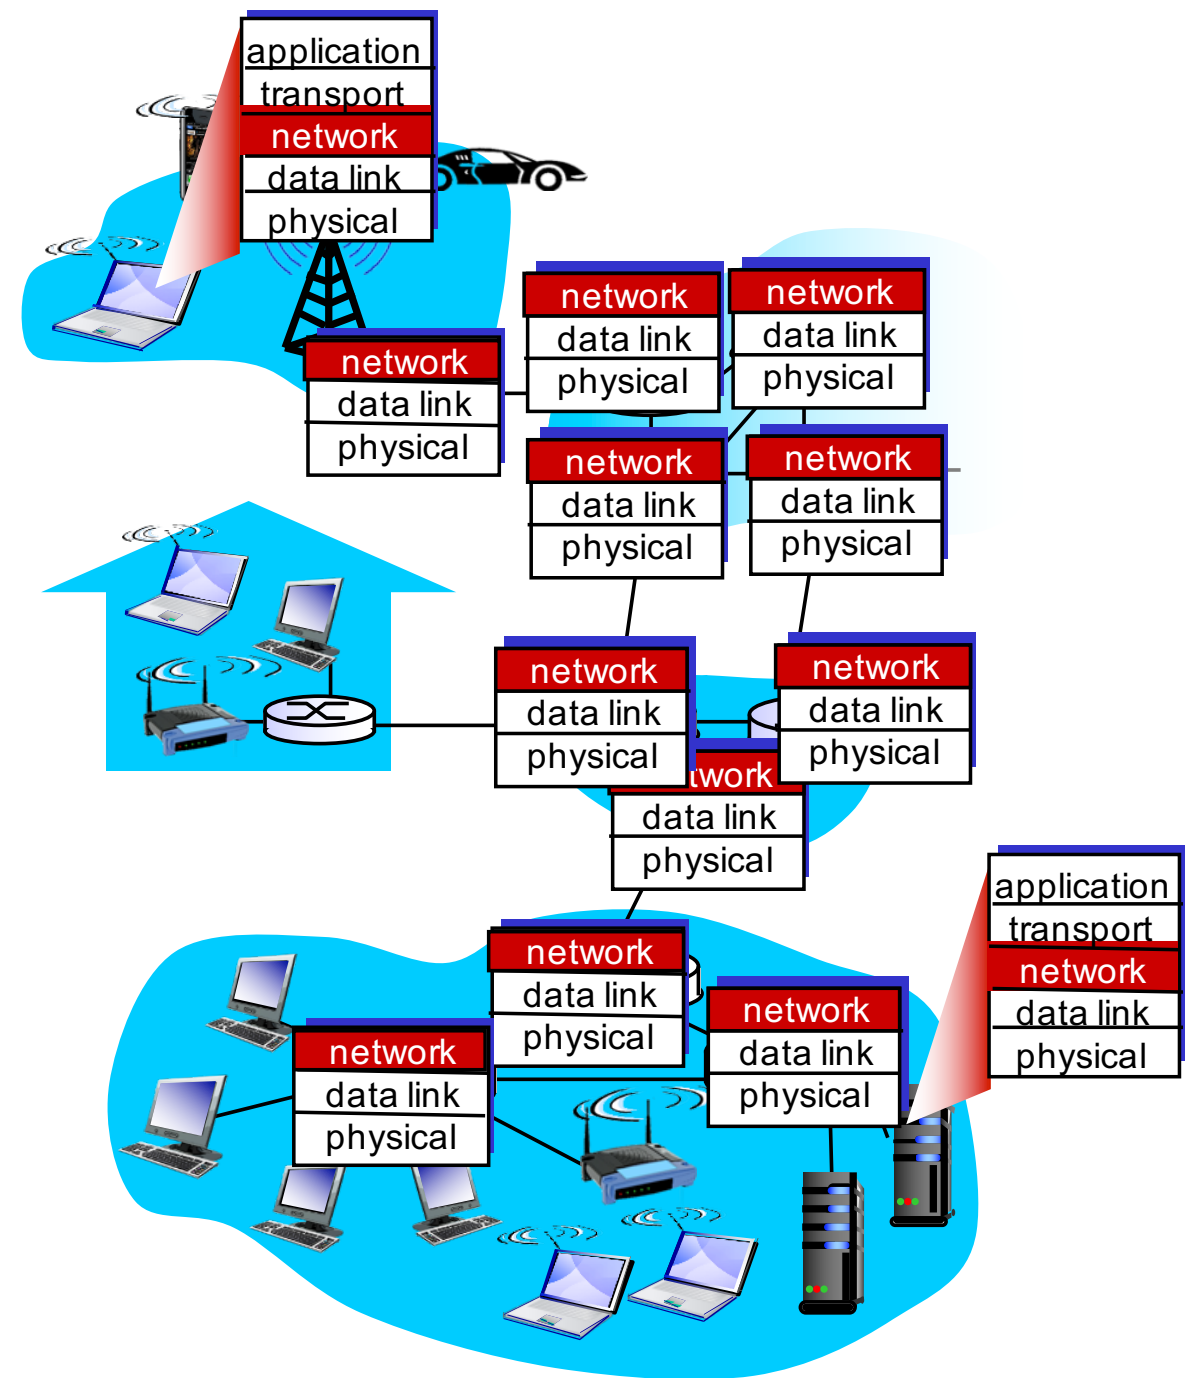 application
transport
network
data link
physical
network
data link
physical
network
data link
physical
network
data link
physical
network
data link
physical
network
data link
physical
network
data link
physical
network
data link
physical
twork
data link
physical
application
transport
network
data link
physical
network
data link
physical
network
data link
physical
network
data link
physical